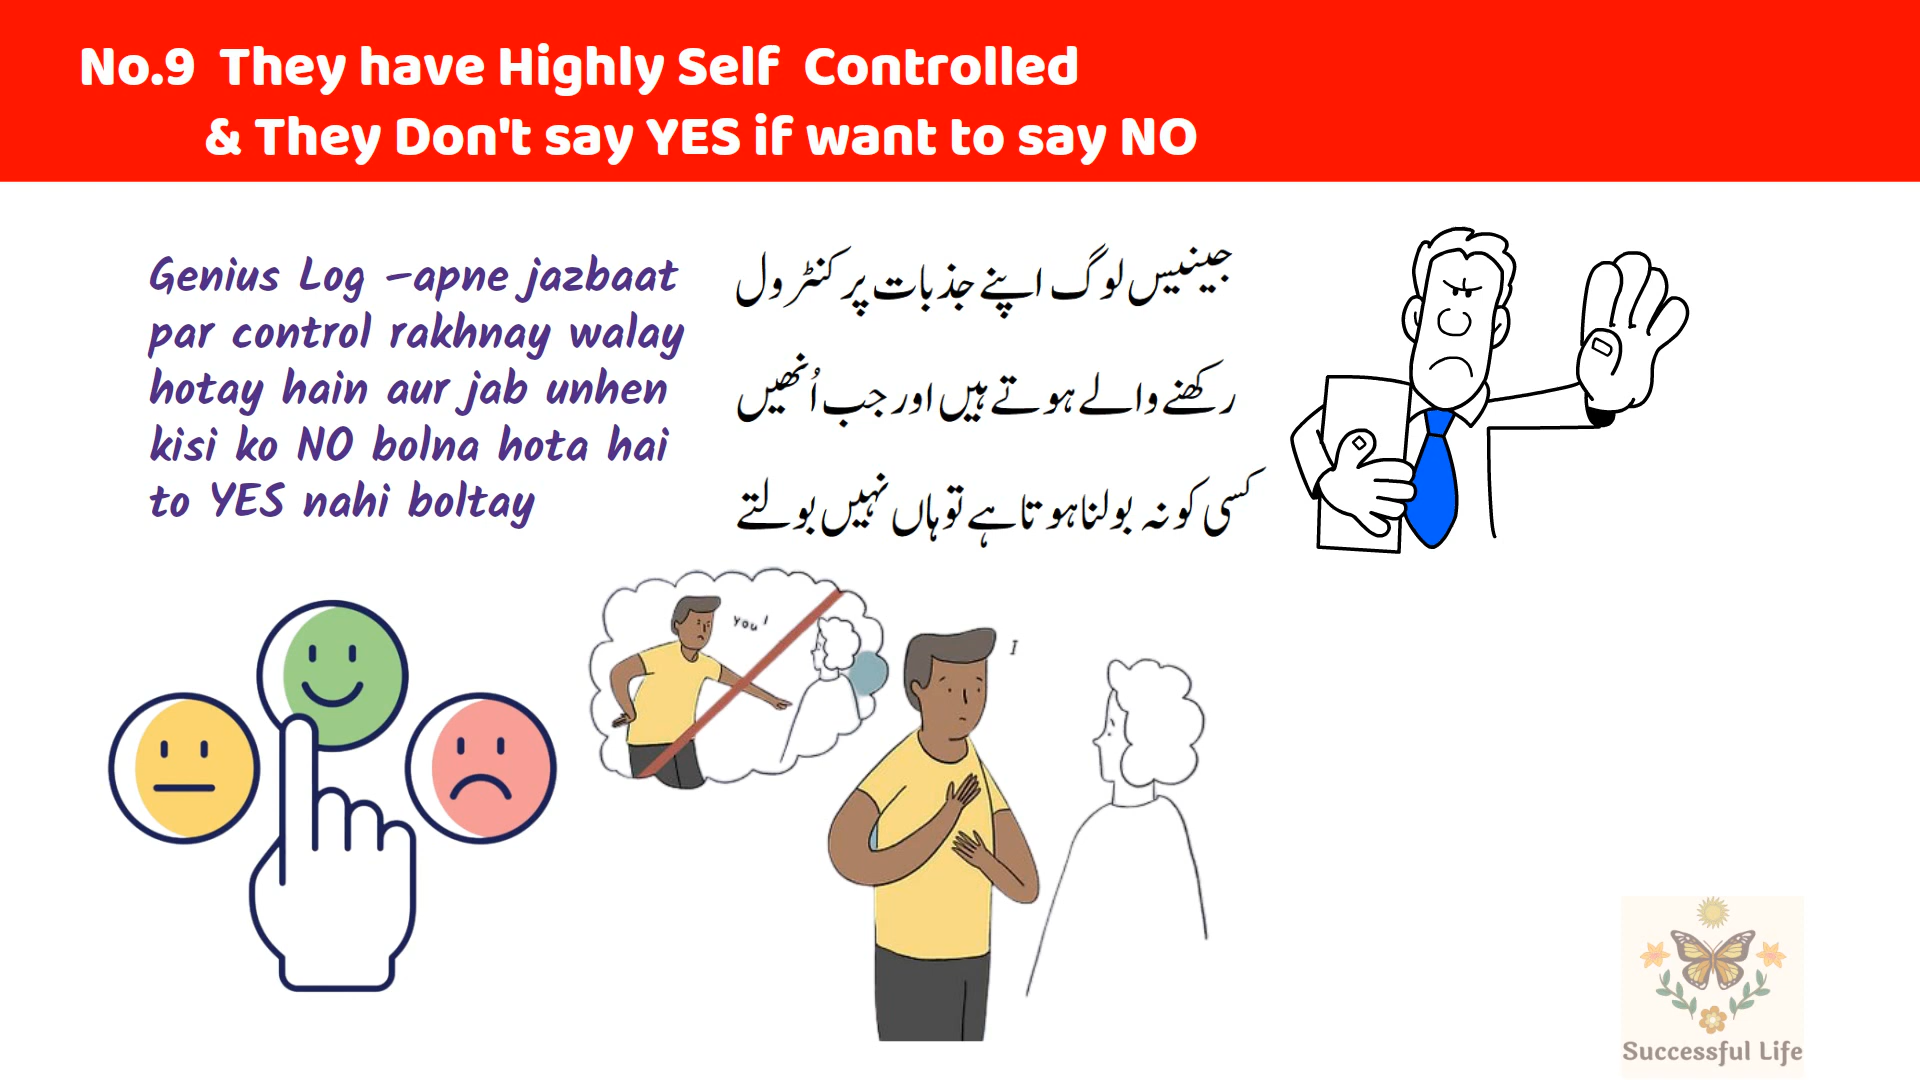 No.9 They have Highly Self Controlled
& They Don't say YES if want to say NO
Genius Log –apne jazbaat
par control rakhnay walay
hotay hain aur jab unhen
kisi ko NO bolna hota hai
to YES nahi boltay
جینیس لوگ اپنے جذبات پر کنٹرول
رکھنے والے ہوتے ہیں اور جب اُنھیں
کسی کو نہ بولنا ہوتا ہے تو ہاں نہیں بولتے
you !
I
Successful Life